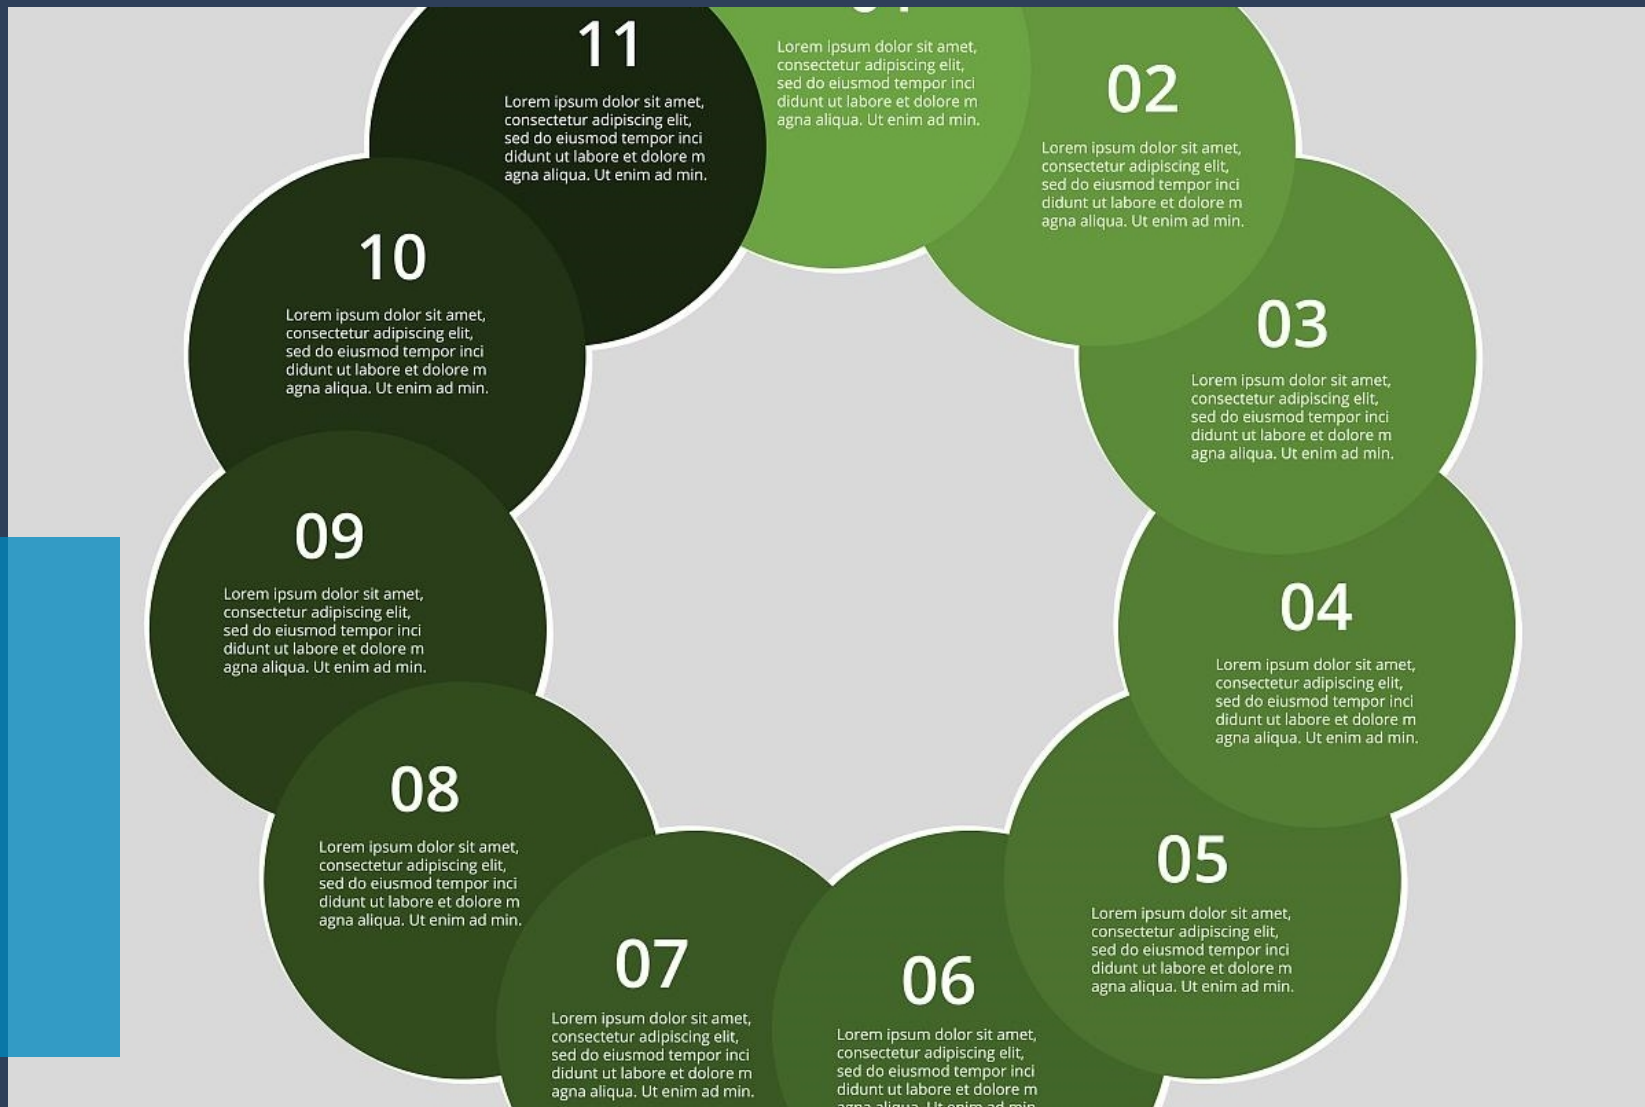 Lorem ipsum dolor sit amet,
consectetur adipiscing elit,
sed do eiusmod tempor inci
didunt ut labore et dolore m
agna aliqua. Ut enim ad min.
02
Lorem ipsum dolor sit amet,
consectetur adipiscing elit,
sed do eiusmod tempor inci
didunt ut labore et dolore m
agna aliqua. Ut enim ad min.
03
Lorem ipsum dolor sit amet,
consectetur adipiscing elit,
sed do eiusmod tempor inci
didunt ut labore et dolore m
agna aliqua. Ut enim ad min.
04
Lorem ipsum dolor sit amet,
consectetur adipiscing elit,
sed do eiusmod tempor inci
didunt ut labore et dolore m
agna aliqua. Ut enim ad min.
05
Lorem ipsum dolor sit amet,
consectetur adipiscing elit,
sed do eiusmod tempor inci
didunt ut labore et dolore m
agna aliqua. Ut enim ad min.
06
Lorem ipsum dolor sit amet,
consectetur adipiscing elit,
sed do eiusmod tempor inci
didunt ut labore et dolore m
07
Lorem ipsum dolor sit amet,
consectetur adipiscing elit,
sed do eiusmod tempor inci
didunt ut labore et dolore m
agna aliqua. Ut enim ad min.
08
Lorem ipsum dolor sit amet,
consectetur adipiscing elit,
sed do eiusmod tempor inci
didunt ut labore et dolore m
agna aliqua. Ut enim ad min.
09
Lorem ipsum dolor sit amet,
consectetur adipiscing elit,
sed do eiusmod tempor inci
didunt ut labore et dolore m
agna aliqua. Ut enim ad min.
10
Lorem ipsum dolor sit amet,
consectetur adipiscing elit,
sed do eiusmod tempor inci
didunt ut labore et dolore m
agna aliqua. Ut enim ad min.
11
Lorem ipsum dolor sit amet,
consectetur adipiscing elit,
sed do eiusmod tempor inci
didunt ut labore et dolore m
agna aliqua. Ut enim ad min.